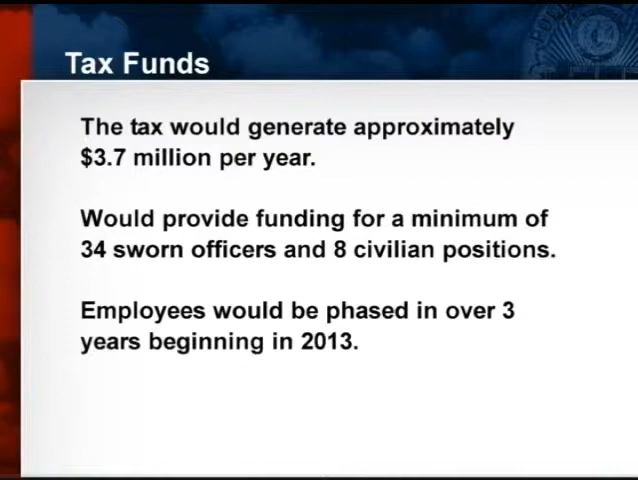 Tax Funds
The tax would generate approximately
$3.7 million per year.
Would provide funding for a minimum of
34 sworn officers and 8 civilian positions.
Employees would be phased in over 3
years beginning in 2013.